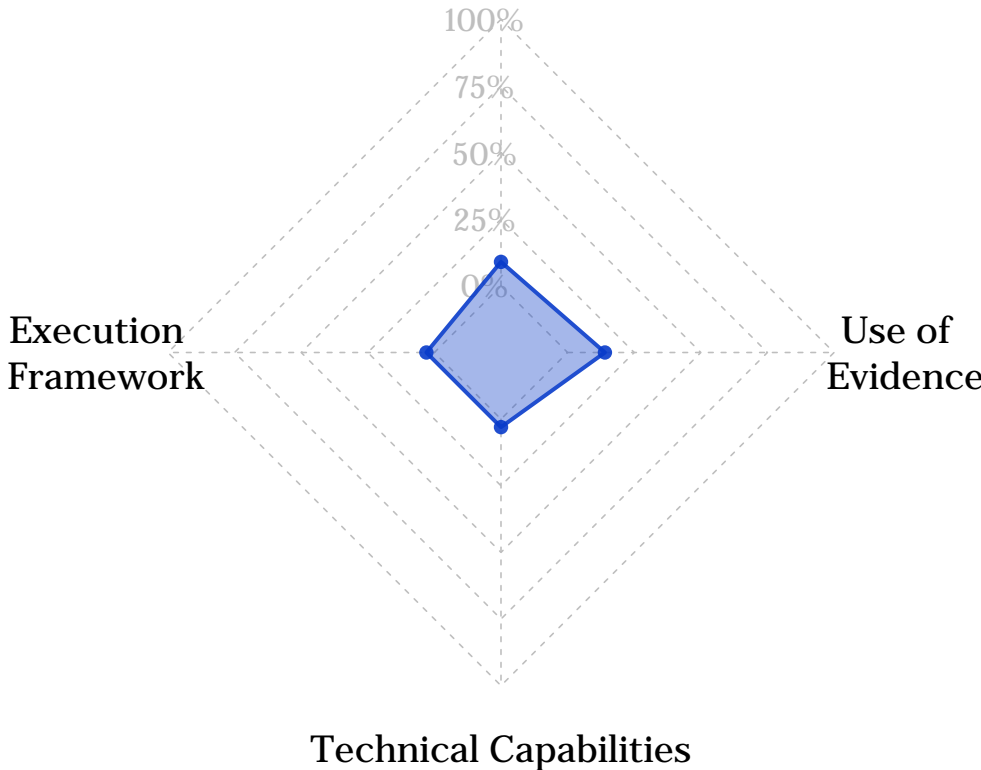 100%
75%
50%
25%
0%
Execution
Framework
Use of
Evidence
Technical Capabilities